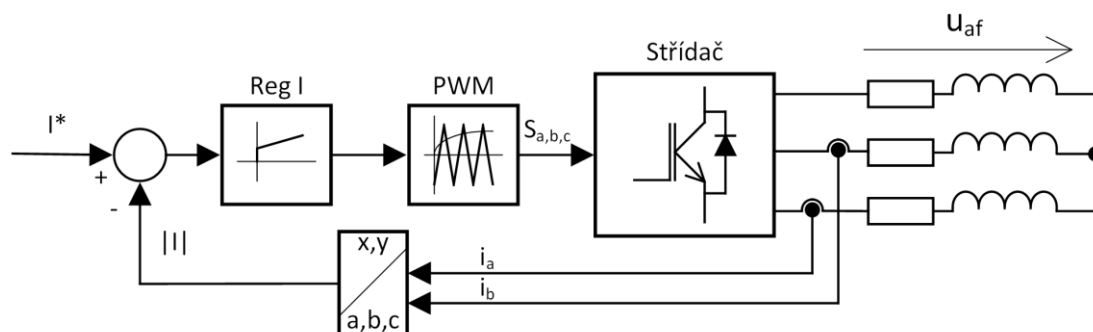 u_af
Střídač
Reg I
PWM
I*
S_a,b,c
+
-
|I|
x,y
a,b,c
i_a
i_b